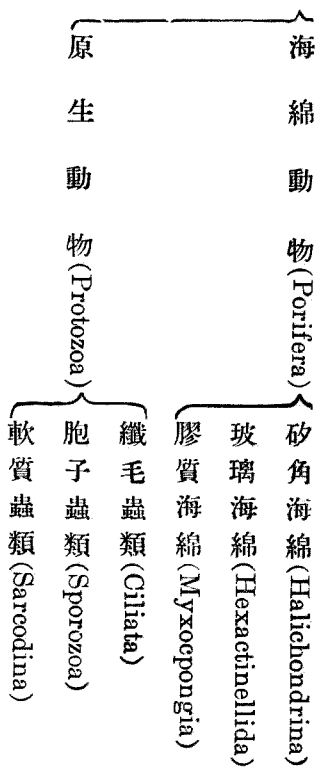 海綿動物(Porifera)
矽角海綿(Halichondrina)
玻璃海綿(Hexactinellida)
膠質海綿(Myxocpongia)
原生動物(Protozoa)
纖毛蟲類(Ciliata)
胞子蟲類(Sporozoa)
軟質蟲類(Sarcodina)